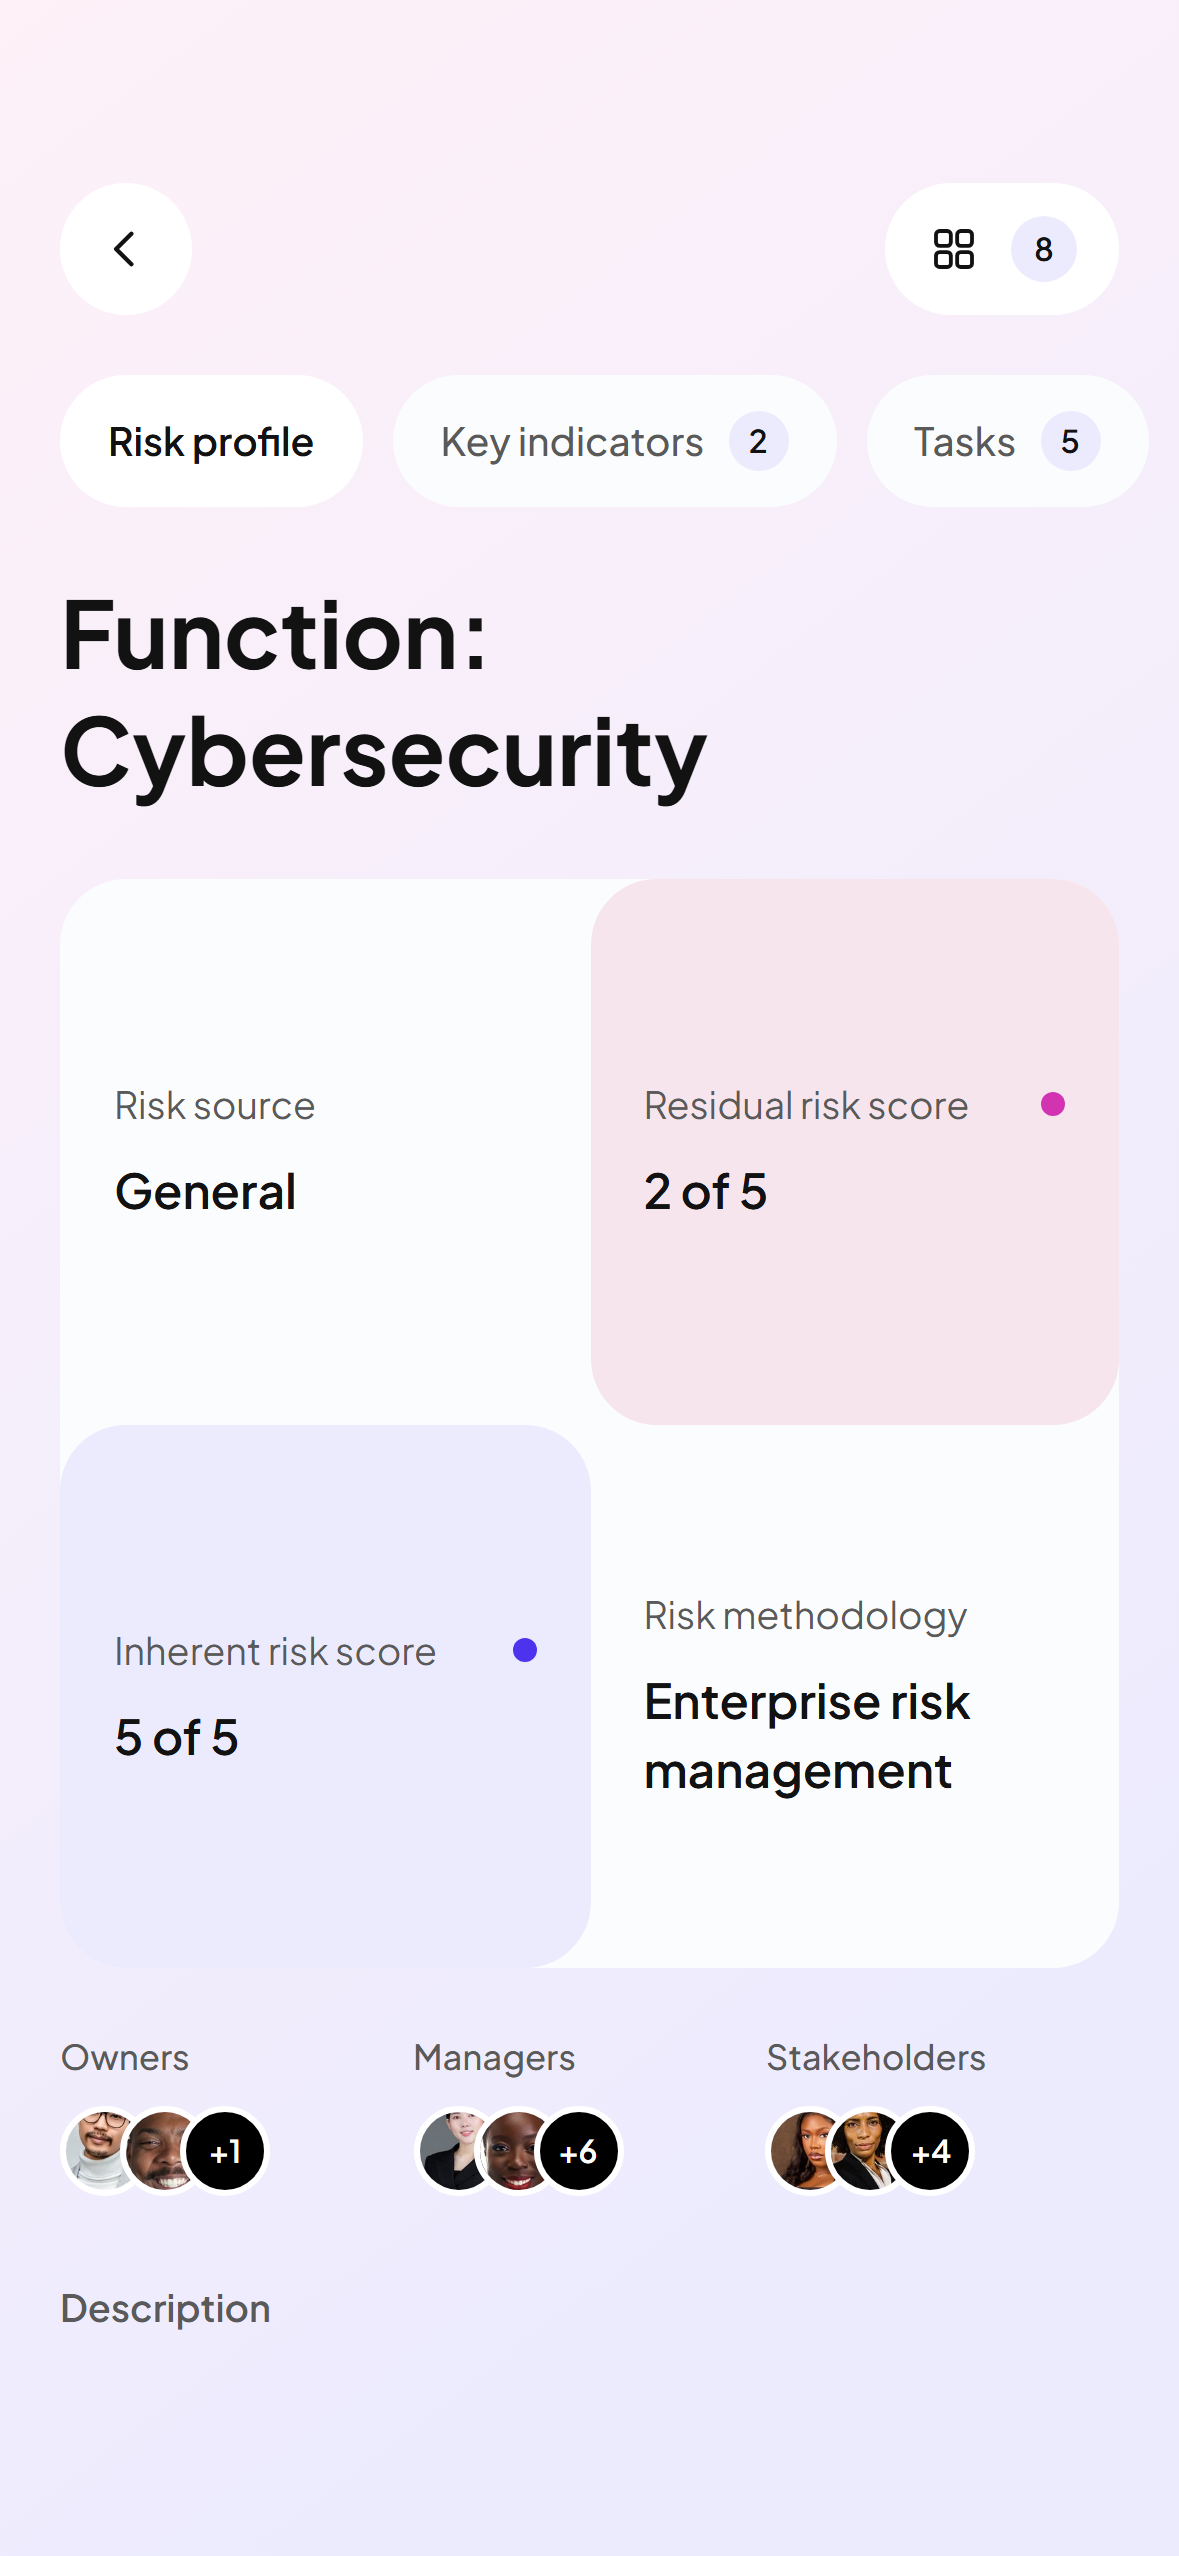 8
Risk profile
Key indicators 2
Tasks 5
Function:
Cybersecurity
Risk source
General
Residual risk score
2 of 5
Inherent risk score
5 of 5
Risk methodology
Enterprise risk
management
Owners
+1
Managers
+6
Stakeholders
+4
Description